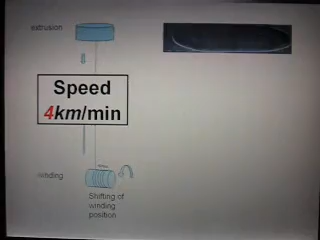 extrusion
Speed
4km/min
winding
Shifting of
winding
position